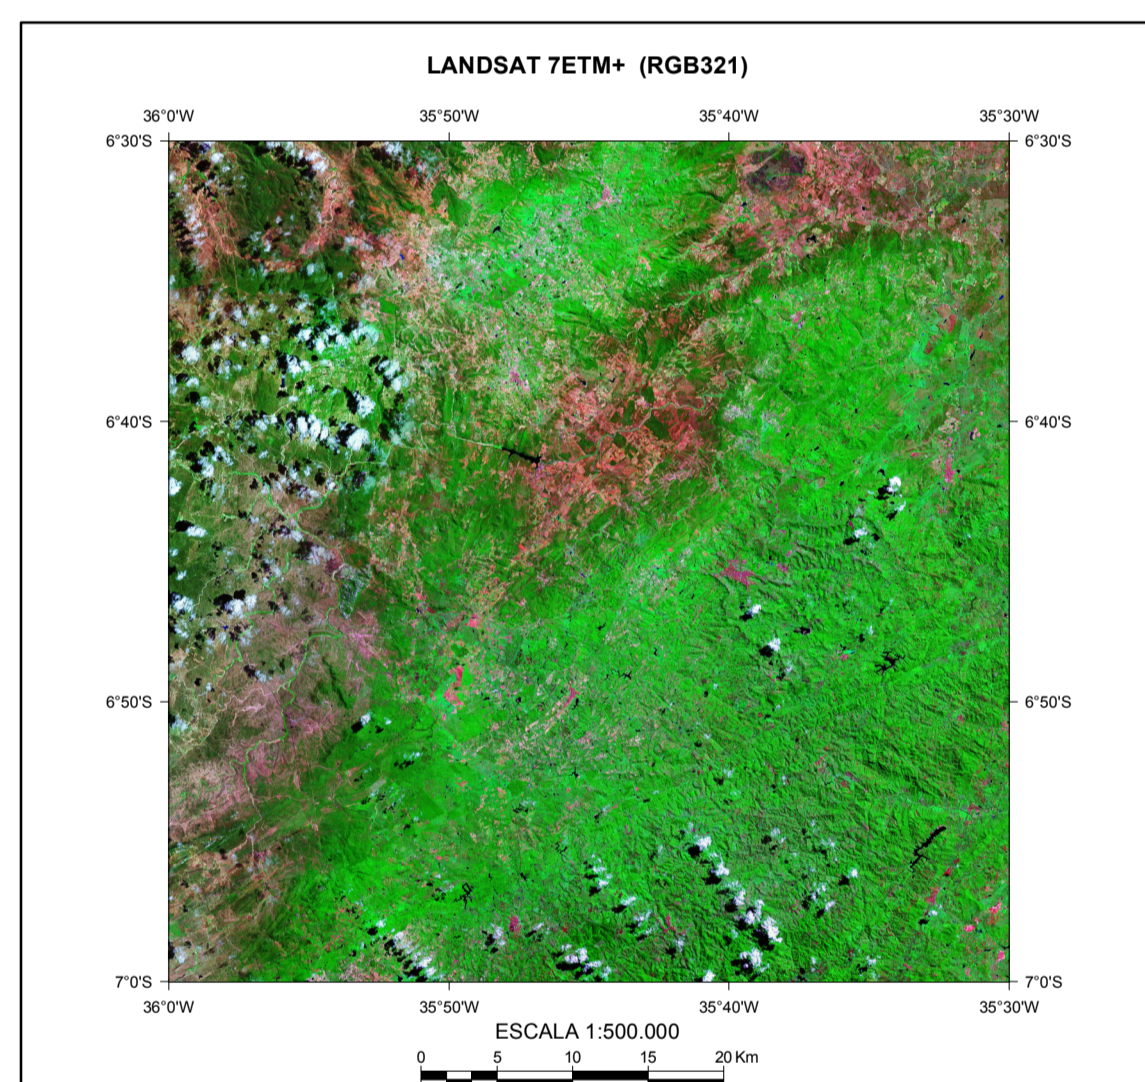 LANDSAT 7ETM+ (RGB321)
36°0'W 35°50'W 35°40'W 35°30'W
6°30'S 6°30'S
6°40'S 6°40'S
6°50'S 6°50'S
7°0'S 7°0'S
36°0'W 35°50'W 35°40'W 35°30'W
ESCALA 1:500.000
0 5 10 15 20 Km